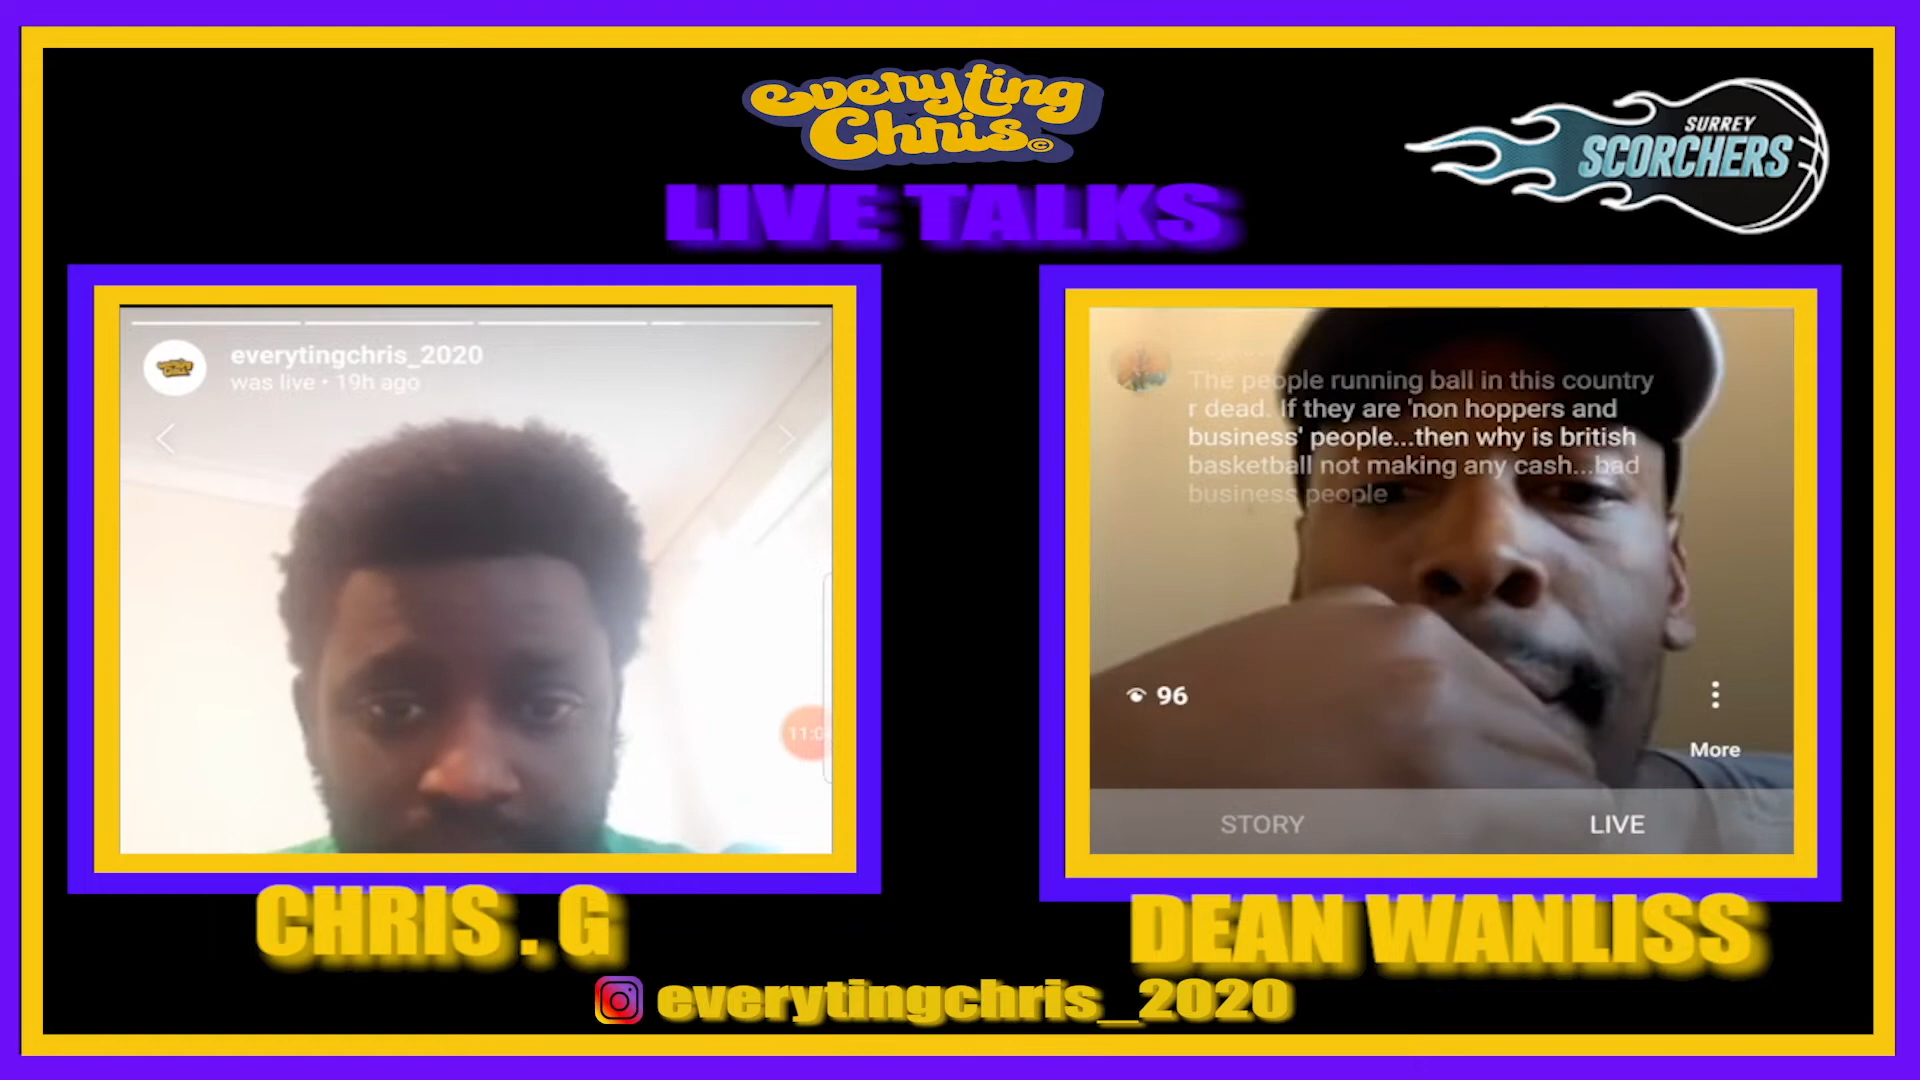 everyting
Chris ©
SURREY
SCORCHERS
LIVE TALKS
everytingchris_2020
was live • 19h ago
The people running ball in this country
r dead. If they are 'non hoppers and
business' people...then why is british
basketball not making any cash...bad
business people
96
More
STORY
LIVE
CHRIS . G
DEAN WANLISS
everytingchris_2020